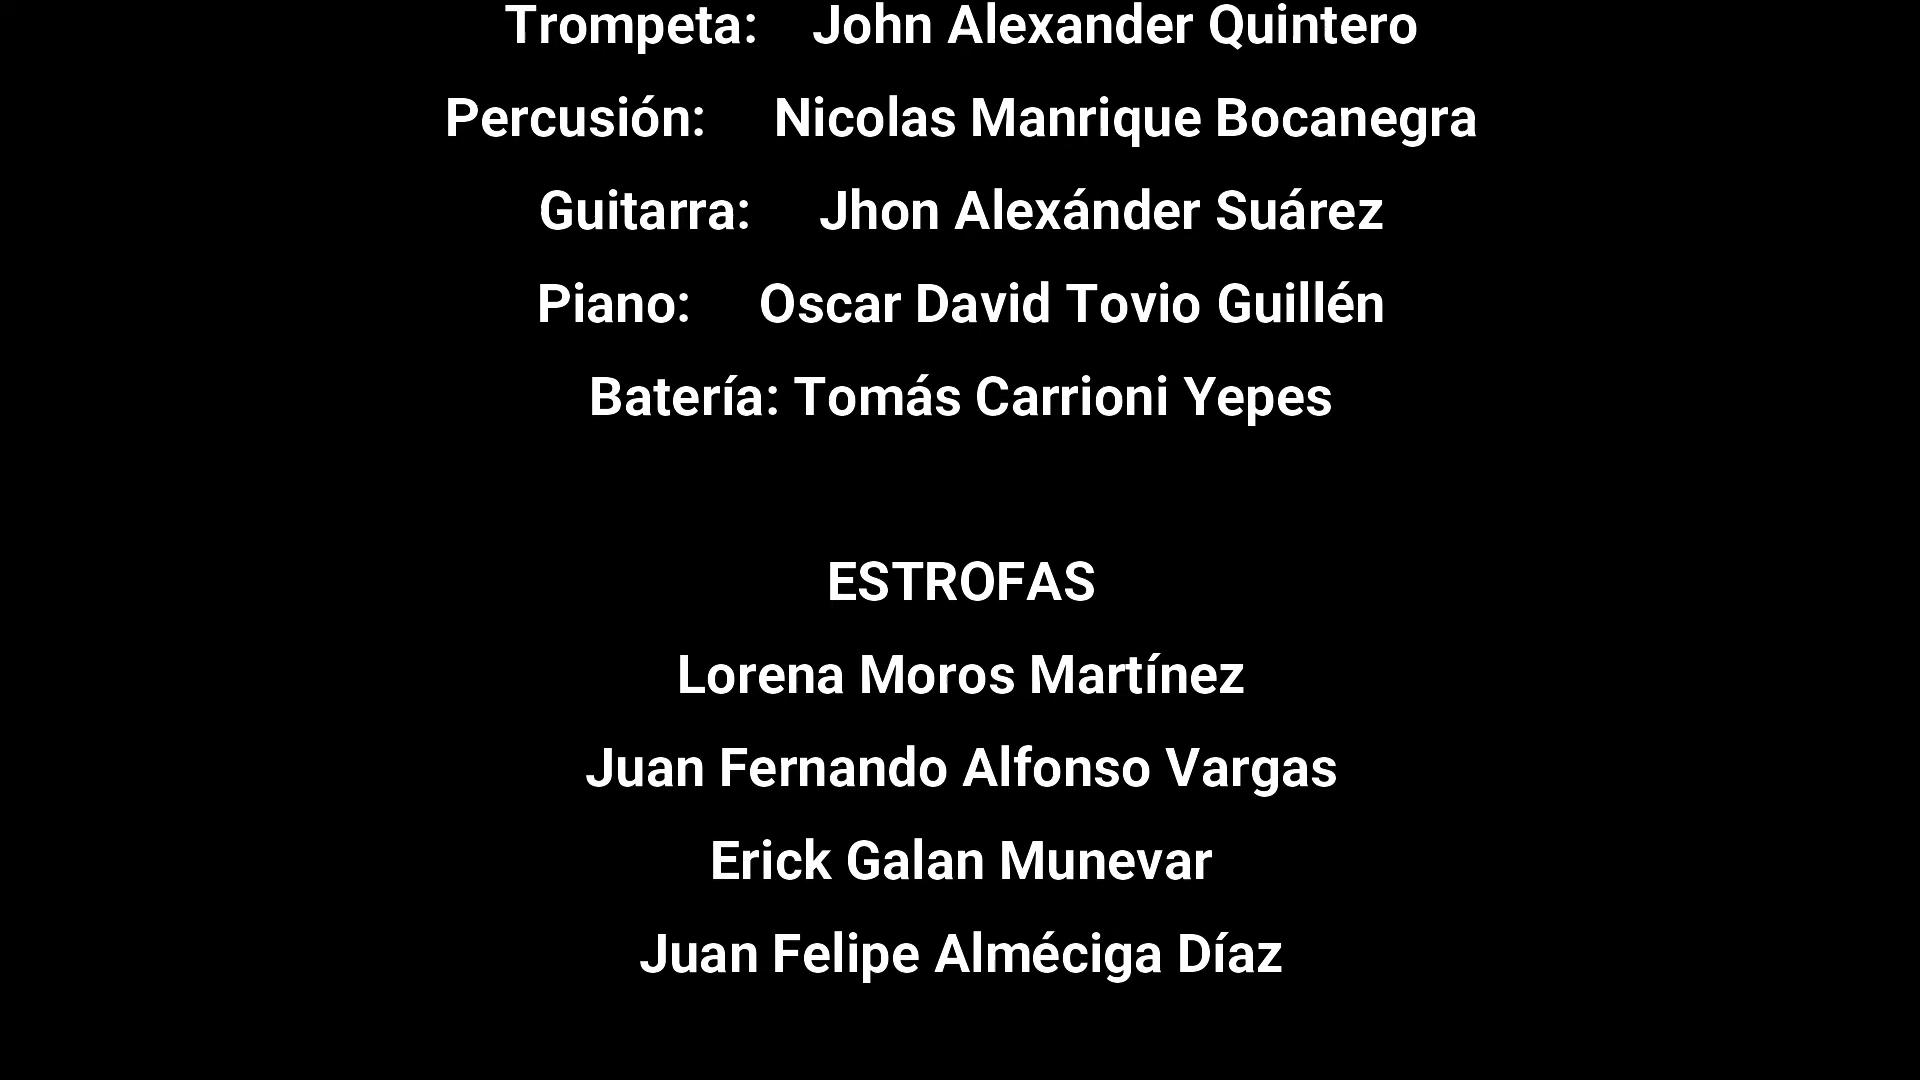 Trompeta: John Alexander Quintero
Percusión: Nicolas Manrique Bocanegra
Guitarra: Jhon Alexánder Suárez
Piano: Oscar David Tovio Guillén
Batería: Tomás Carrioni Yepes
ESTROFAS
Lorena Moros Martínez
Juan Fernando Alfonso Vargas
Erick Galan Munevar
Juan Felipe Alméciga Díaz